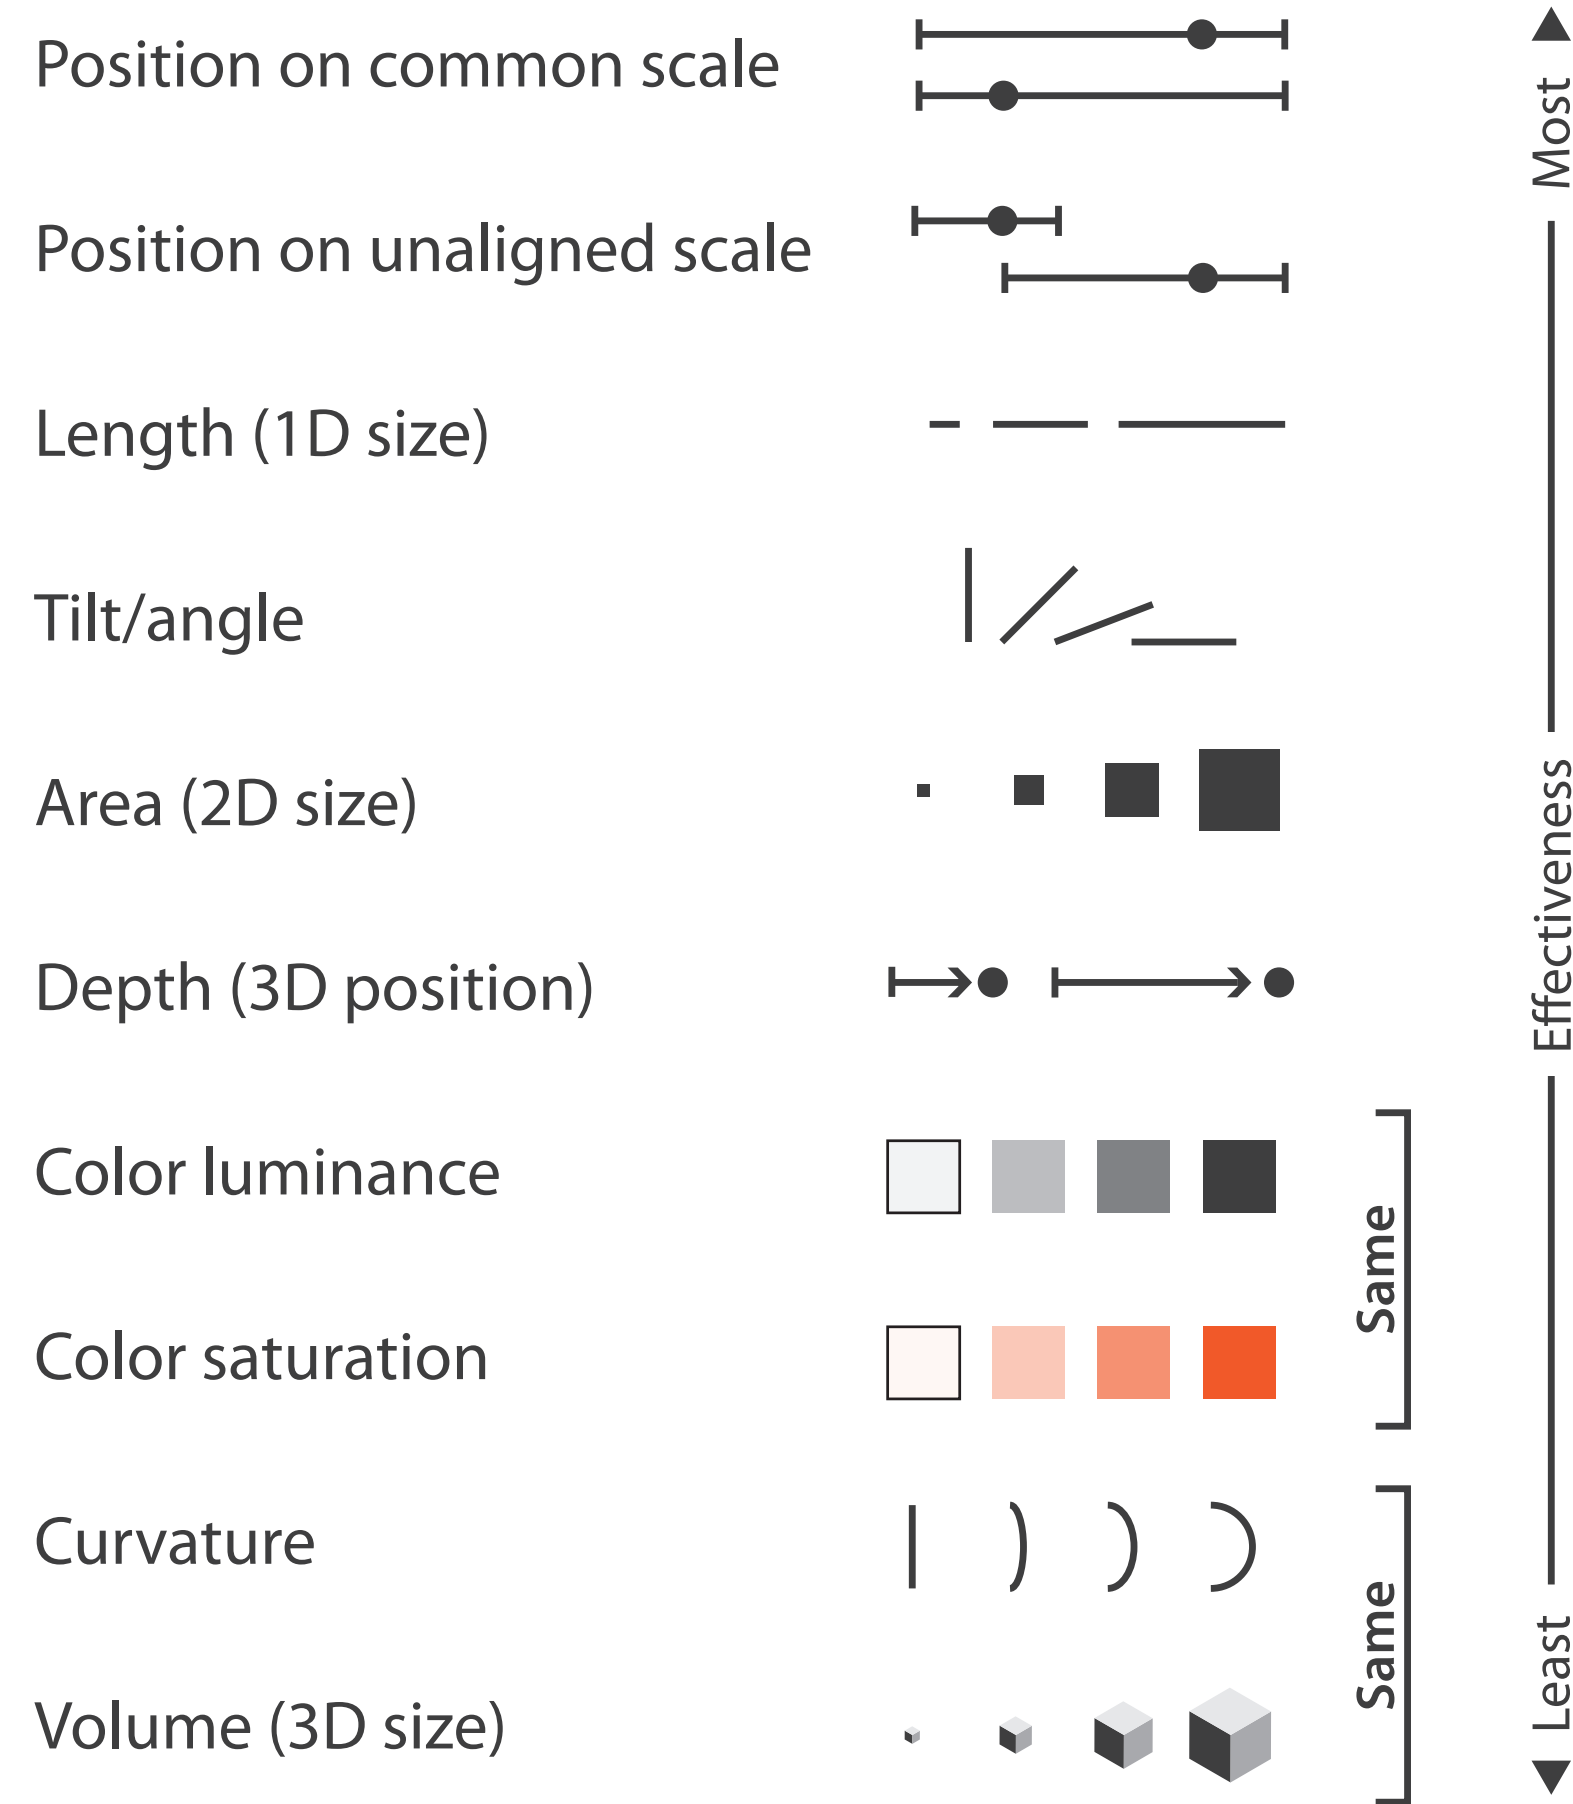 Position on common scale
Position on unaligned scale
Length (1D size)
Tilt/angle
Area (2D size)
Depth (3D position)
Color luminance
Color saturation
Curvature
Volume (3D size)
Same
Same
Most
Effectiveness
Least